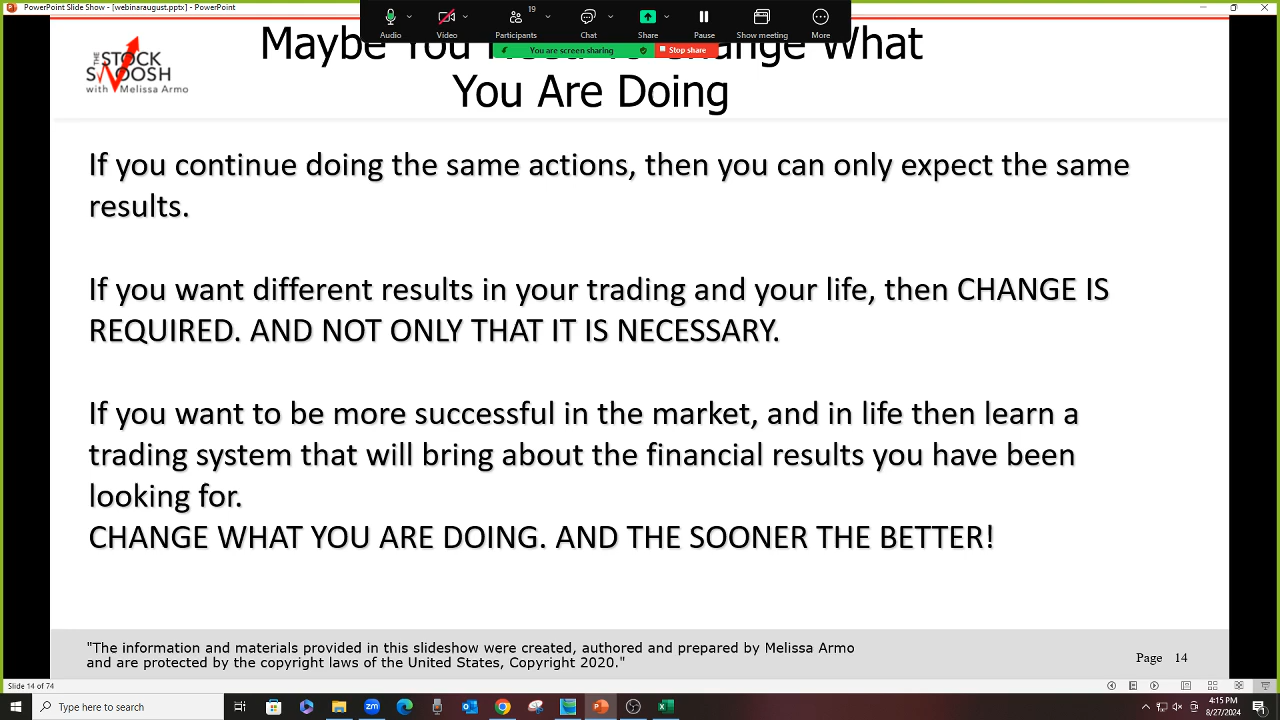 PowerPoint Slide Show - [webinaraugust.pptx] - PowerPoint
19
Audio
Video
Participants
Chat
Share
Pause
Show meeting
More
You are screen sharing
Stop share
THE
STOCK
SWOOSH
with Melissa Armo
Maybe You Change What
You Are Doing
If you continue doing the same actions, then you can only expect the same
results.
If you want different results in your trading and your life, then CHANGE IS
REQUIRED. AND NOT ONLY THAT IT IS NECESSARY.
If you want to be more successful in the market, and in life then learn a
trading system that will bring about the financial results you have been
looking for.
CHANGE WHAT YOU ARE DOING. AND THE SOONER THE BETTER!
"The information and materials provided in this slideshow were created, authored and prepared by Melissa Armo
and are protected by the copyright laws of the United States, Copyright 2020."
Page 14
Slide 14 of 74
Type here to search
4:15 PM
8/27/2024